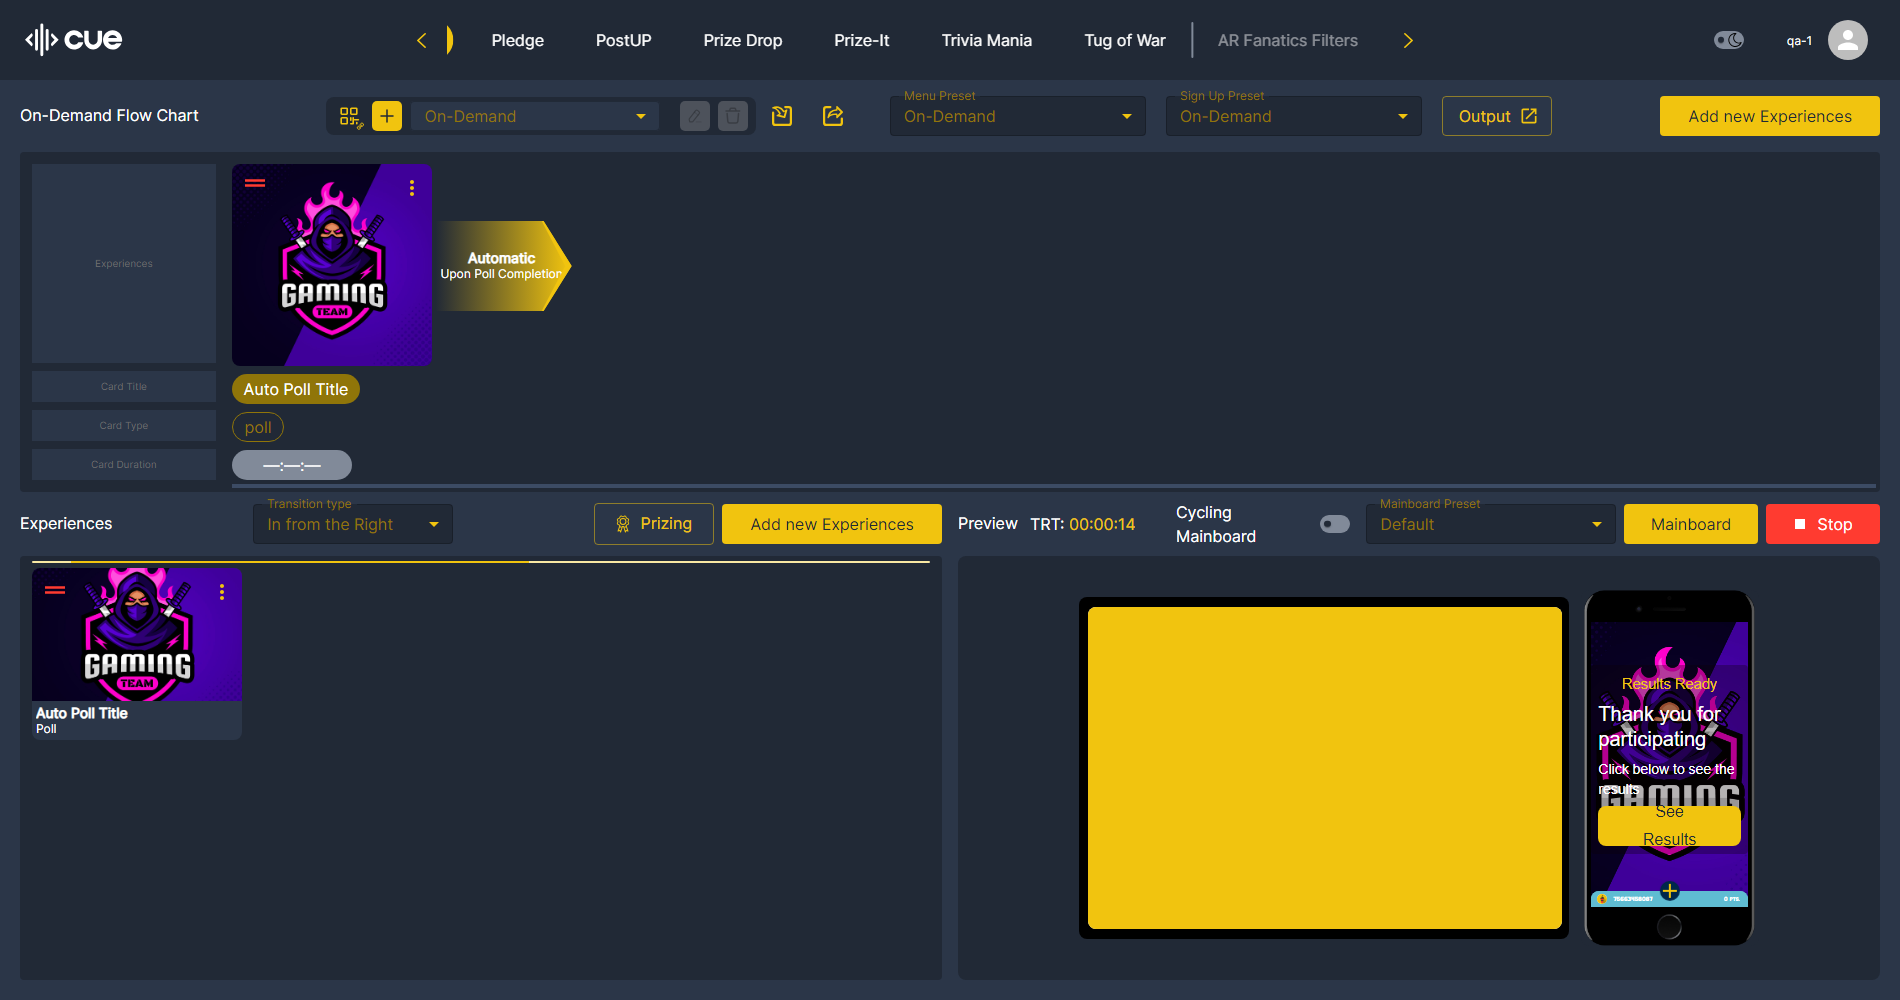 cue
Pledge
PostUP
Prize Drop
Prize-It
Trivia Mania
Tug of War
AR Fanatics Filters
qa-1
On-Demand Flow Chart
On-Demand
Menu Preset
On-Demand
Sign Up Preset
On-Demand
Output
Add new Experiences
Experiences
GAMING
TEAM
Automatic
Upon Poll Completion
Card Title
Auto Poll Title
Card Type
poll
Card Duration
—:—:—
Experiences
Transition type
In from the Right
Prizing
Add new Experiences
Preview
TRT: 00:00:14
Cycling
Mainboard
Mainboard Preset
Default
Mainboard
Stop
GAMING
TEAM
Auto Poll Title
Poll
Results Ready
Thank you for
participating
Click below to see the
results
GAMING
See
Results
0 PTS.